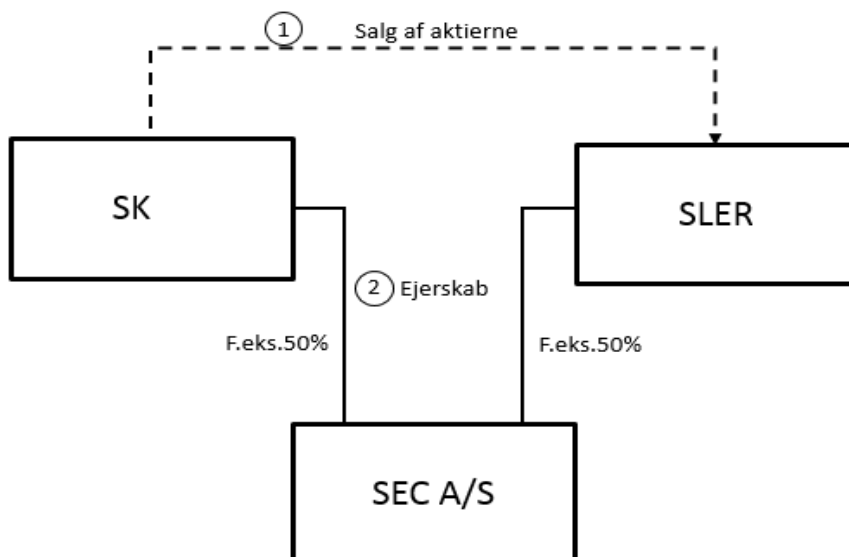 1 Salg af aktierne
SK
SLER
2 Ejerskab
F.eks.50%
F.eks.50%
SEC A/S